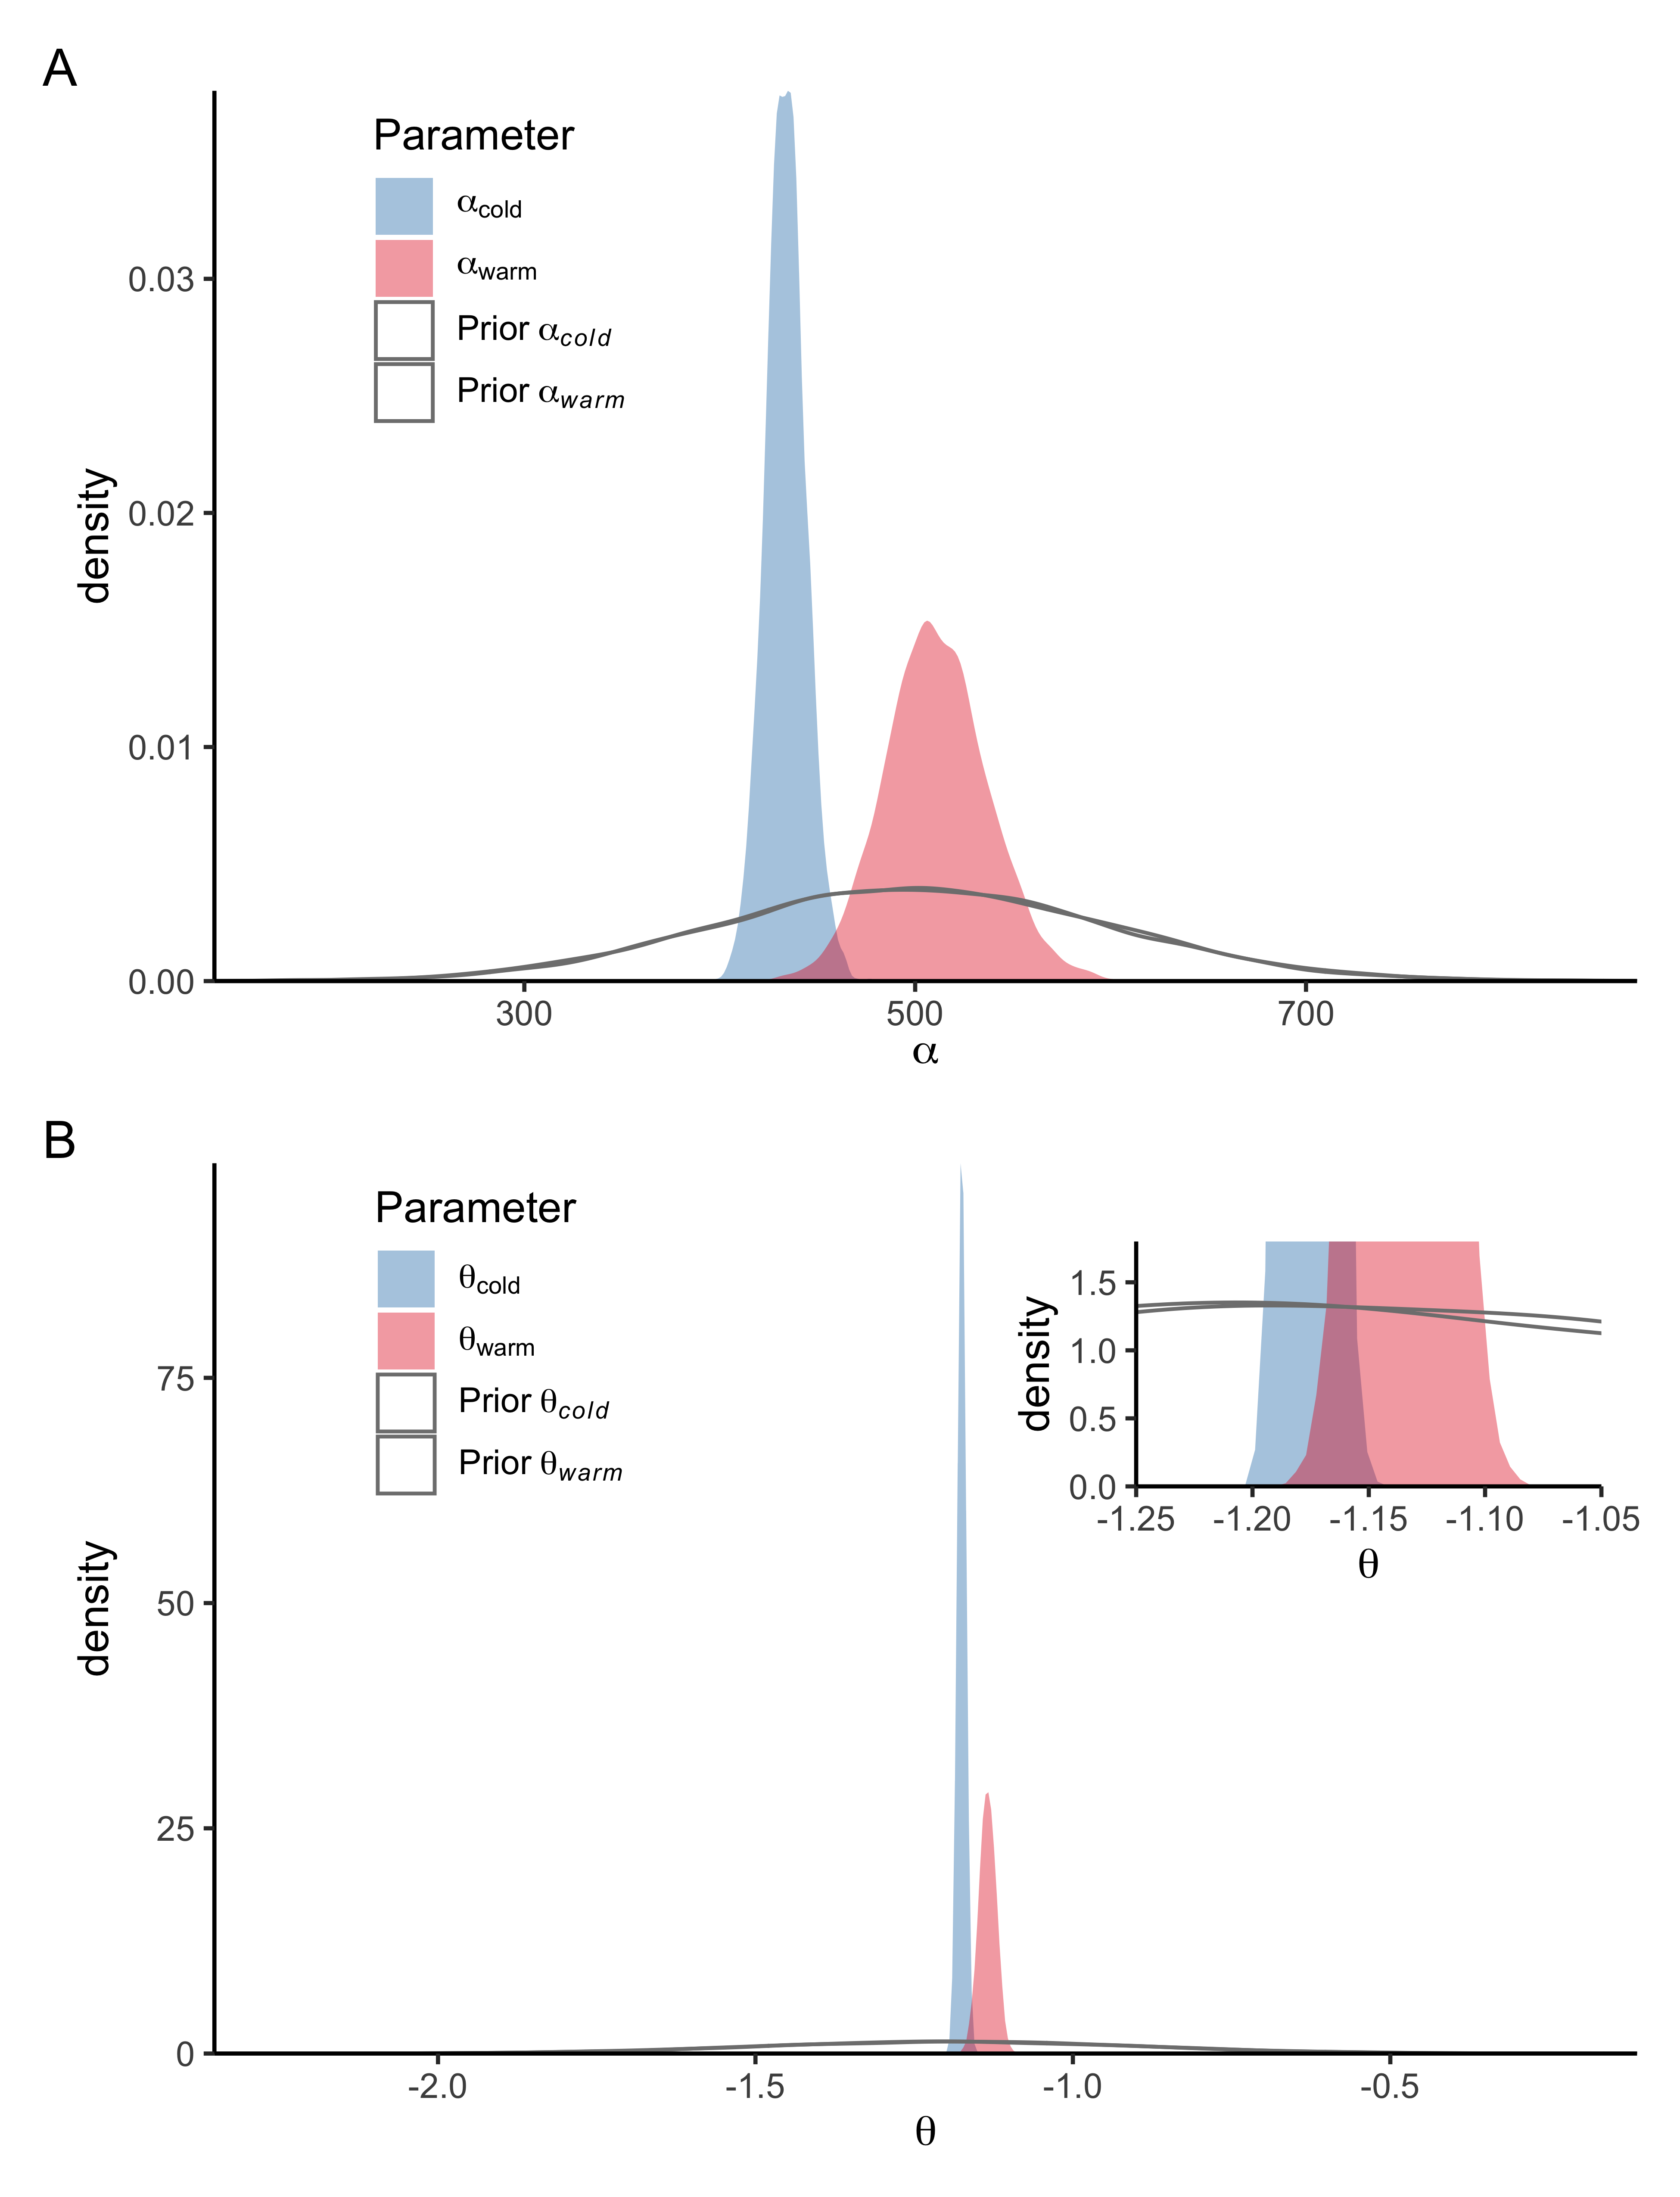 A
Parameter
αcold
αwarm
Prior αcold
Prior αwarm
density
0.03
0.02
0.01
0.00
300 500 700
α
B
Parameter
θcold
θwarm
Prior θcold
Prior θwarm
density
75
50
25
0
-2.0 -1.5 -1.0 -0.5
θ
density
1.5
1.0
0.5
0.0
-1.25 -1.20 -1.15 -1.10 -1.05
θ